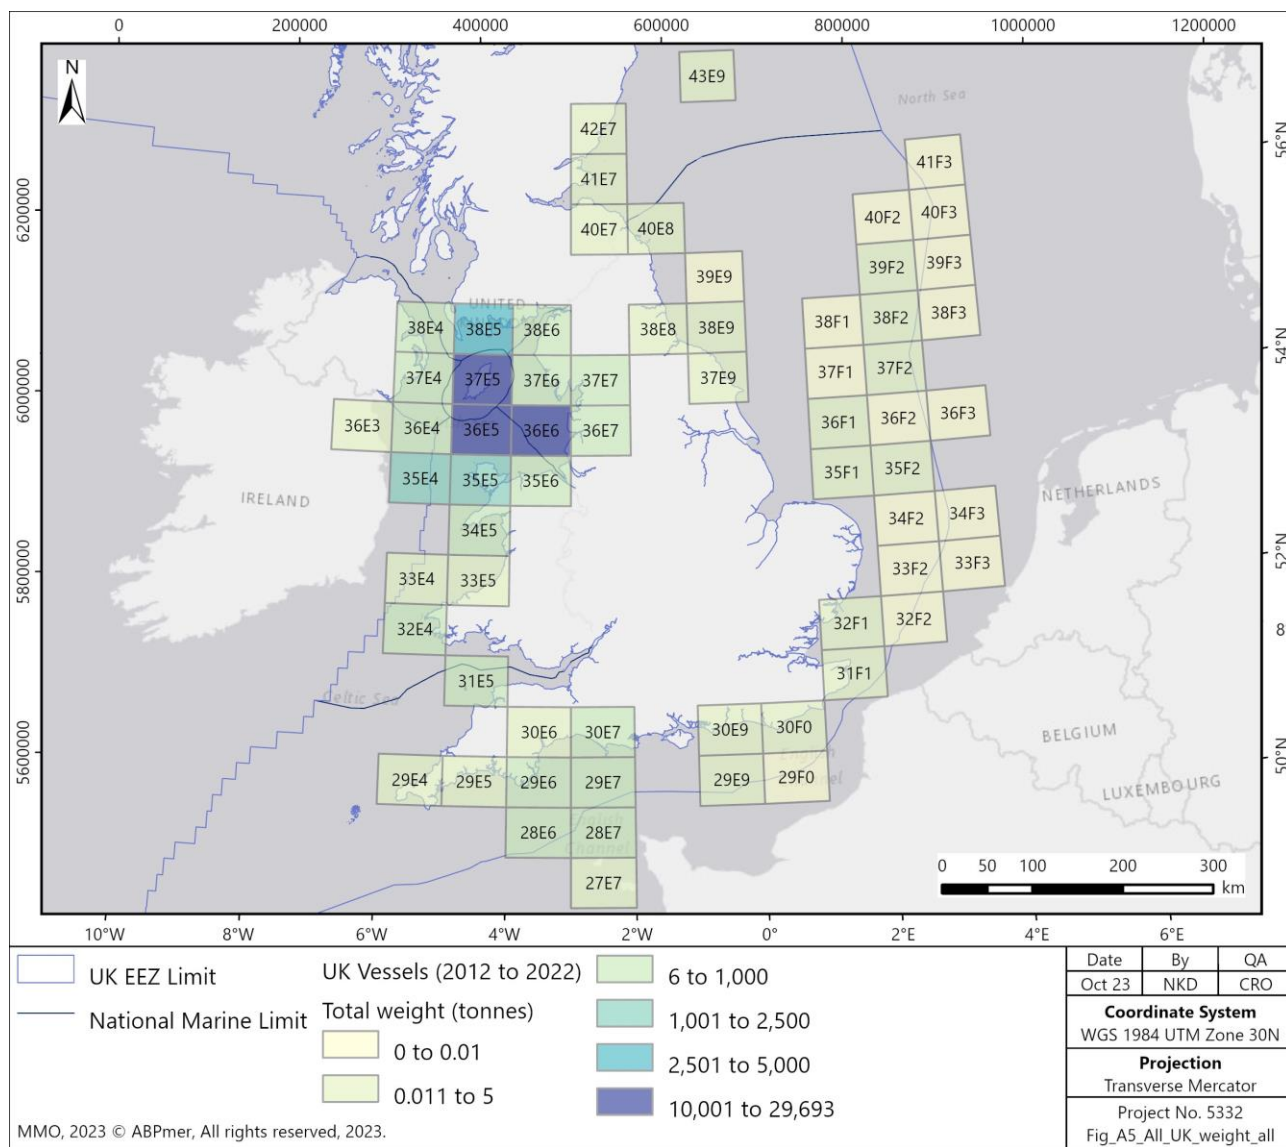 0 200000 400000 600000 800000 1000000 1200000
N
43E9
North Sea
42E7
56°N
41E7
41F3
6200000
40E7 40E8
40F2 40F3
39E9
39F2 39F3
UNITED
38E4 38E5 38E6 38E8 38E9
38F1 38F2 38F3
54°N
37E4 37E5 37E6 37E7 37E9
37F1 37F2
6000000
36E3 36E4 36E5 36E6 36E7
36F1 36F2 36F3
35E4 35E5 35E6
35F1 35F2
IRELAND
NETHERLANDS
34E5
34F2 34F3
52°N
5800000
33E4 33E5
33F2 33F3
32E4
32F1 32F2
8
31E5
31F1
Celtic Sea
30E6 30E7 30E9 30F0
BELGIUM
5600000
English
50°N
29E4 29E5 29E6 29E7 29E9 29F0
Channel
LUXEMBOURG
English
28E6 28E7
Channel
27E7
0 50 100 200 300
km
10°W 8°W 6°W 4°W 2°W 0° 2°E 4°E 6°E
UK EEZ Limit
National Marine Limit
UK Vessels (2012 to 2022)
Total weight (tonnes)
0 to 0.01
0.011 to 5
6 to 1,000
1,001 to 2,500
2,501 to 5,000
10,001 to 29,693
MMO, 2023 © ABPmer, All rights reserved, 2023.
Date By QA
Oct 23 NKD CRO
Coordinate System
WGS 1984 UTM Zone 30N
Projection
Transverse Mercator
Project No. 5332
Fig_A5_All_UK_weight_all